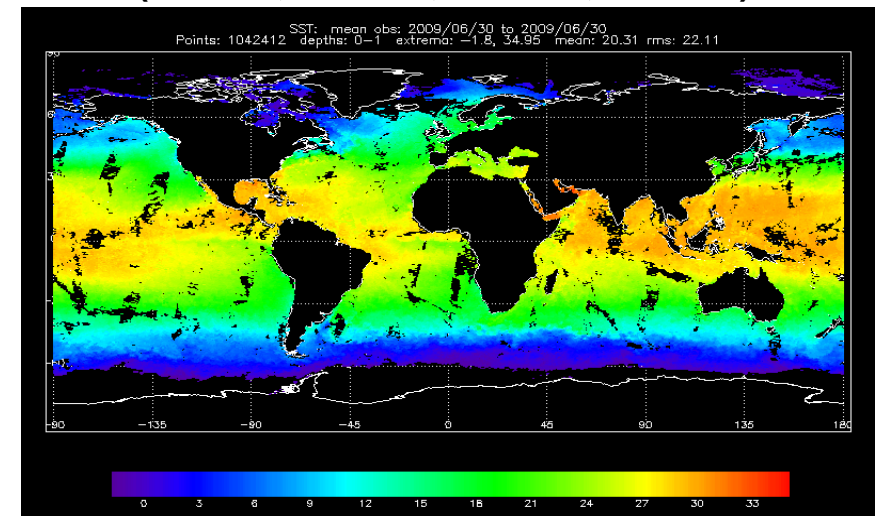 SST: mean obs: 2009/06/30 to 2009/06/30
Points: 1042412 depths: 0-1 extrema: -1.8, 34.95 mean: 20.31 rms: 22.11
-90 -135 -90 -45 0 45 90 135 180
0 3 6 9 12 15 18 21 24 27 30 33